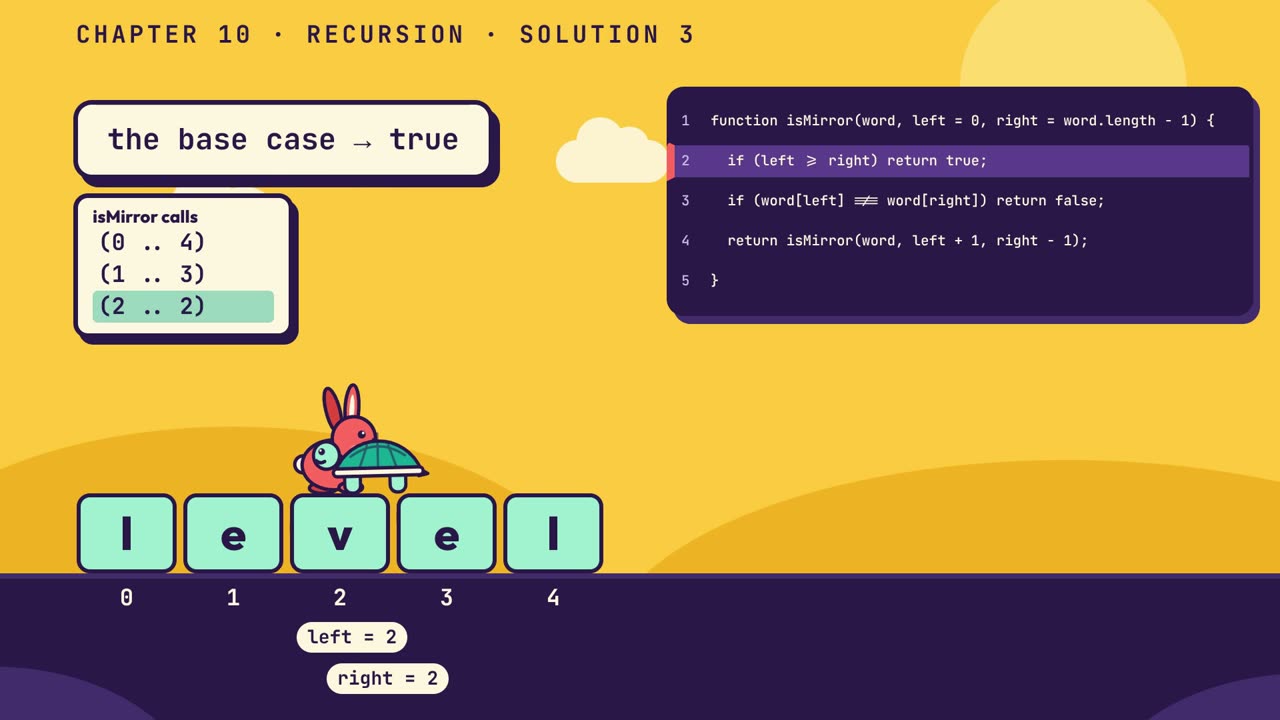 CHAPTER 10 · RECURSION · SOLUTION 3
the base case → true
isMirror calls
(0 .. 4)
(1 .. 3)
(2 .. 2)
1 function isMirror(word, left = 0, right = word.length - 1) {
2 if (left >= right) return true;
3 if (word[left] !== word[right]) return false;
4 return isMirror(word, left + 1, right - 1);
5 }
l e v e l
0 1 2 3 4
left = 2
right = 2